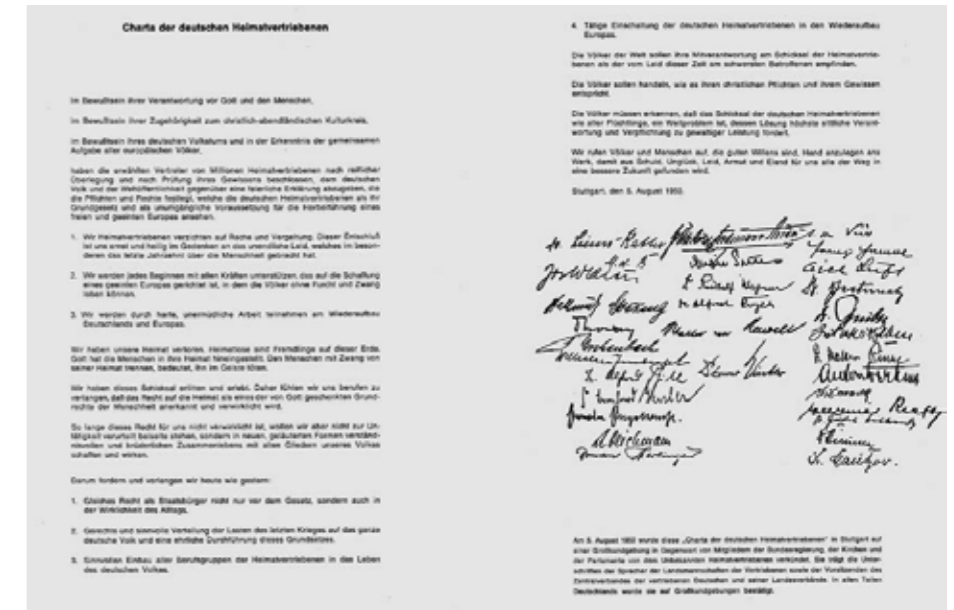 Charta der deutschen Heimatvertriebenen
Im Bewußtsein ihrer Verantwortung vor Gott und den Menschen,
im Bewußtsein ihrer Zugehörigkeit zum christlich-abendländischen Kulturkreis,
im Bewußtsein ihres deutschen Volkstums und in der Erkenntnis der gemeinsamen
Aufgabe aller europäischen Völker,
haben die erwählten Vertreter von Millionen Heimatvertriebenen nach reiflicher
Überlegung und nach Prüfung ihres Gewissens beschlossen, dem deutschen
Volk und der Weltöffentlichkeit gegenüber eine feierliche Erklärung abzugeben, die
die Pflichten und Rechte festlegt, welche die deutschen Heimatvertriebenen als ihr
Grundgesetz und als unumgängliche Voraussetzung für die Herbeiführung eines
freien und geeinten Europas ansehen.
1. Wir Heimatvertriebenen verzichten auf Rache und Vergeltung. Dieser Entschluß
ist uns ernst und heilig im Gedenken an das unendliche Leid, welches im beson-
deren das letzte Jahrzehnt über die Menschheit gebracht hat.
2. Wir werden jedes Beginnen mit allen Kräften unterstützen, das auf die Schaffung
eines geeinten Europas gerichtet ist, in dem die Völker ohne Furcht und Zwang
leben können.
3. Wir werden durch harte, unermüdliche Arbeit teilnehmen am Wiederaufbau
Deutschlands und Europas.
Wir haben unsere Heimat verloren. Heimatlose sind Fremdlinge auf dieser Erde.
Gott hat die Menschen in ihre Heimat hineingestellt. Den Menschen mit Zwang von
seiner Heimat trennen, bedeutet, ihn im Geiste töten.
Wir haben dieses Schicksal erlitten und erlebt. Daher fühlen wir uns berufen zu
verlangen, daß das Recht auf die Heimat als eines der von Gott geschenkten Grund-
rechte der Menschheit anerkannt und verwirklicht wird.
So lange dieses Recht für uns nicht verwirklicht ist, wollen wir aber nicht zur Un-
tätigkeit verurteilt beiseite stehen, sondern in neuen, geläuterten Formen verständ-
nisvollen und brüderlichen Zusammenlebens mit allen Gliedern unseres Volkes
schaffen und wirken.
Darum fordern und verlangen wir heute wie gestern:
1. Gleiches Recht als Staatsbürger nicht nur vor dem Gesetz, sondern auch in
der Wirklichkeit des Alltags.
2. Gerechte und sinnvolle Verteilung der Lasten des letzten Krieges auf das ganze
deutsche Volk und eine ehrliche Durchführung dieses Grundsatzes.
3. Sinnvollen Einbau aller Berufsgruppen der Heimatvertriebenen in das Leben
des deutschen Volkes.
4. Tätige Einschaltung der deutschen Heimatvertriebenen in den Wiederaufbau
Europas.
Die Völker der Welt sollen ihre Mitverantwortung am Schicksal der Heimatvertrie-
benen als der vom Leid dieser Zeit am schwersten Betroffenen empfinden.
Die Völker sollen handeln, wie es ihren christlichen Pflichten und ihrem Gewissen
entspricht.
Die Völker müssen erkennen, daß das Schicksal der deutschen Heimatvertriebenen
wie aller Flüchtlinge, ein Weltproblem ist, dessen Lösung höchste sittliche Verant-
wortung und Verpflichtung zu gewaltiger Leistung fordert.
Wir rufen Völker und Menschen auf, die guten Willens sind, Hand anzulegen ans
Werk, damit aus Schuld, Unglück, Leid, Armut und Elend für uns alle der Weg in
eine bessere Zukunft gefunden wird.
Stuttgart, den 5. August 1950.
Am 5. August 1950 wurde diese „Charta der deutschen Heimatvertriebenen" in Stuttgart auf
einer Großkundgebung in Gegenwart von Mitgliedern der Bundesregierung, der Kirchen und
der Parlamente von dem Unbekannten Heimatvertriebenen verkündet. Sie trägt die Unter-
schriften der Sprecher der Landsmannschaften der Vertriebenen sowie der Vorsitzenden des
Zentralverbandes der vertriebenen Deutschen und seiner Landesverbände. In allen Teilen
Deutschlands wurde sie auf Großkundgebungen bestätigt.